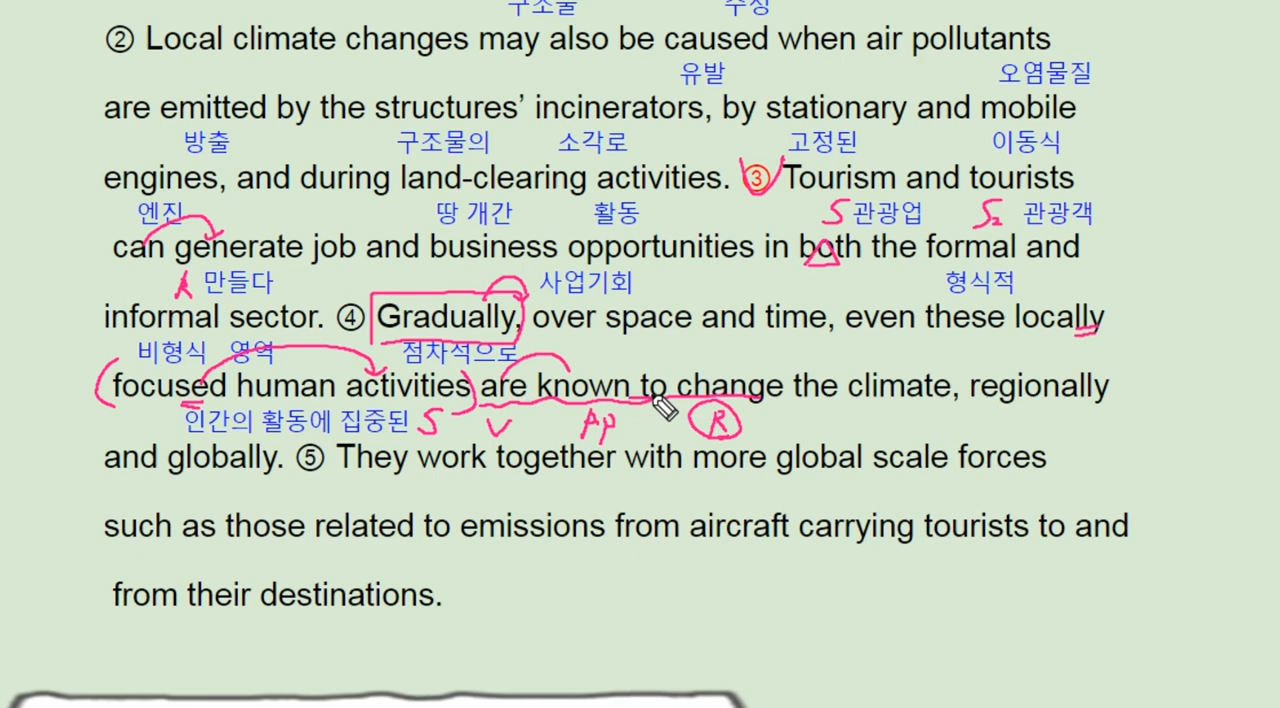 구조물 수정
② Local climate changes may also be caused when air pollutants
유발 오염물질
are emitted by the structures’ incinerators, by stationary and mobile
방출 구조물의 소각로 고정된 이동식
engines, and during land-clearing activities. ③ Tourism and tourists
엔진 땅 개간 활동 S 관광업 S₂ 관광객
can generate job and business opportunities in both the formal and
R 만들다 사업기회 형식적
informal sector. ④ Gradually, over space and time, even these locally
비형식 영역 점차적으로
focused human activities are known to change the climate, regionally
인간의 활동에 집중된 S V p.p R
and globally. ⑤ They work together with more global scale forces
such as those related to emissions from aircraft carrying tourists to and
from their destinations.